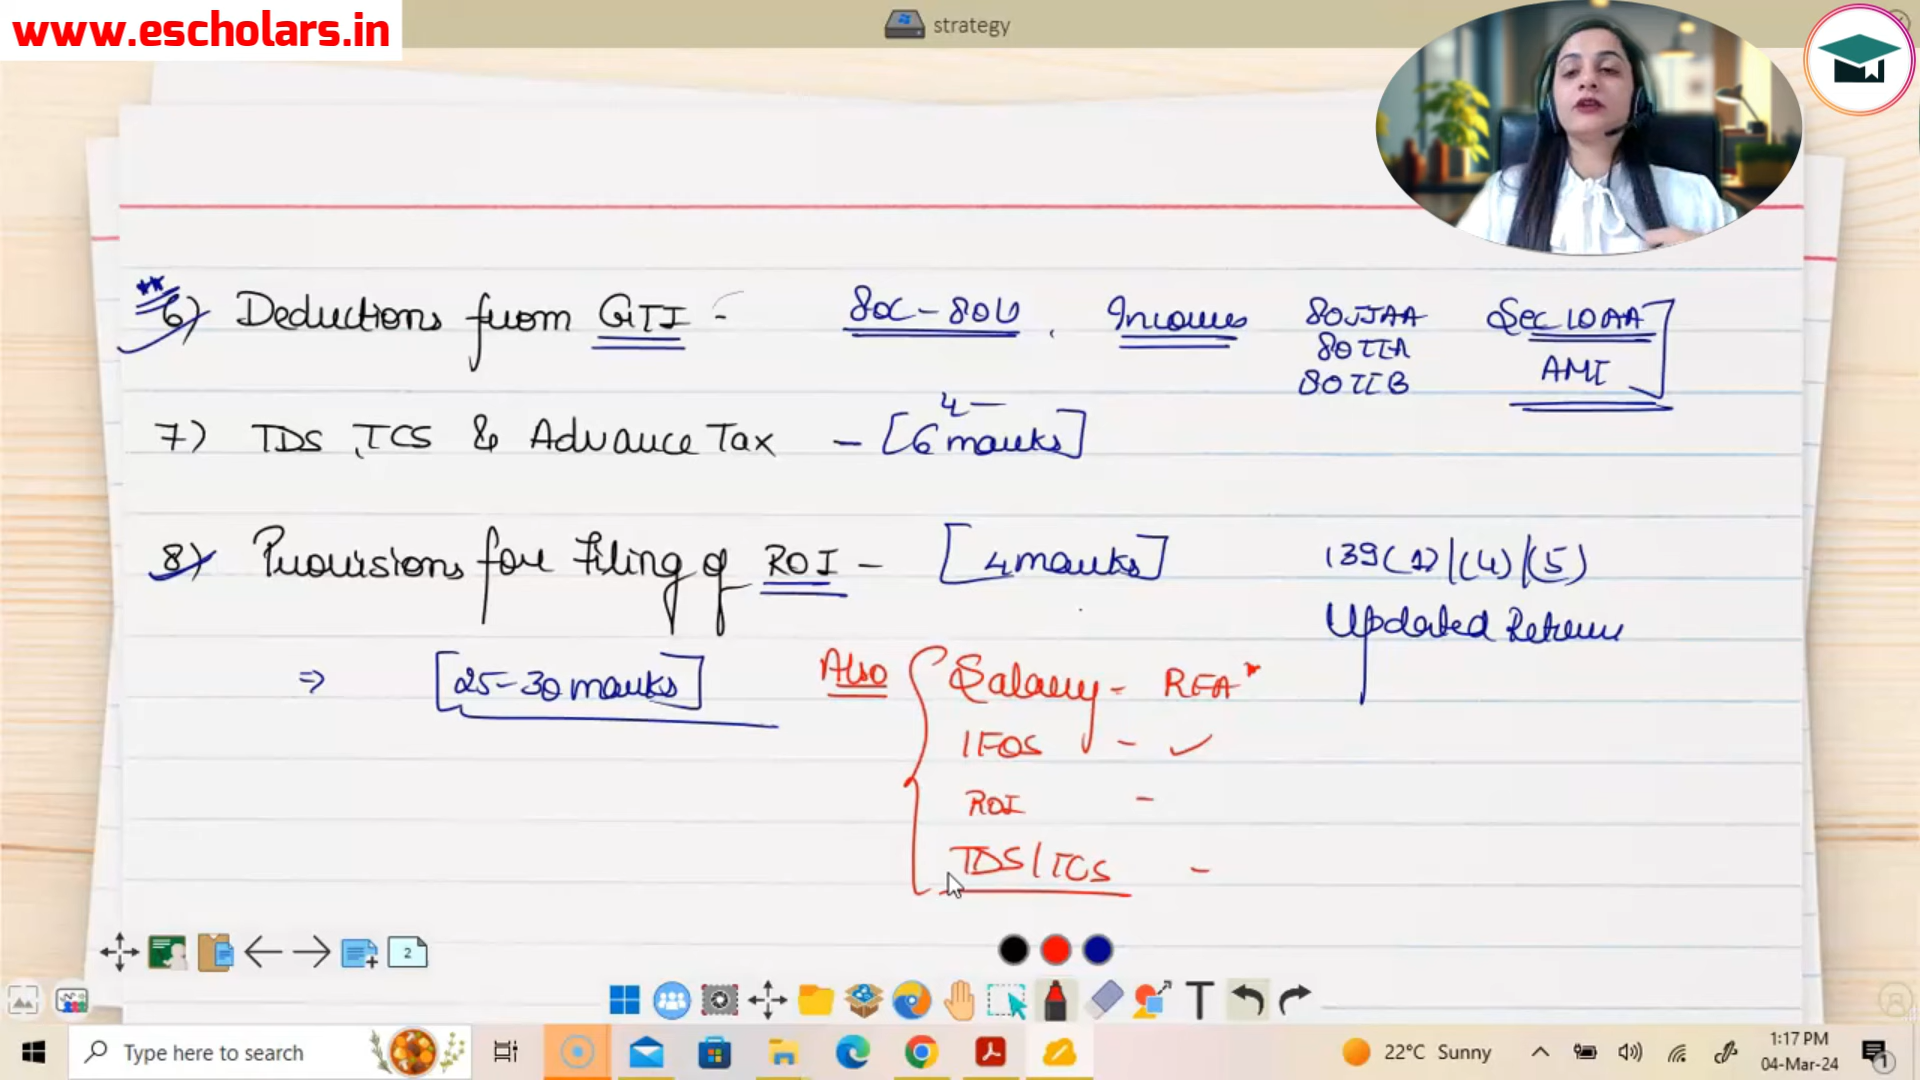 www.escholars.in
strategy
** 6) Deductions from GTI - 80C - 80U, Incomes 80JJAA Sec 10AA
80TTA
80TTB AMT
4 -
7) TDS, TCS & Advance Tax - [6 marks]
8) Provisions for Filing of ROI - [4 marks] 139(1)|(4)|(5)
Updated Return
⇒ [25-30 marks] Also Salary - RFA*
IFOS - ✓
ROI -
TDS/TCS -
2
T
Type here to search
22°C Sunny
1:17 PM
04-Mar-24
1